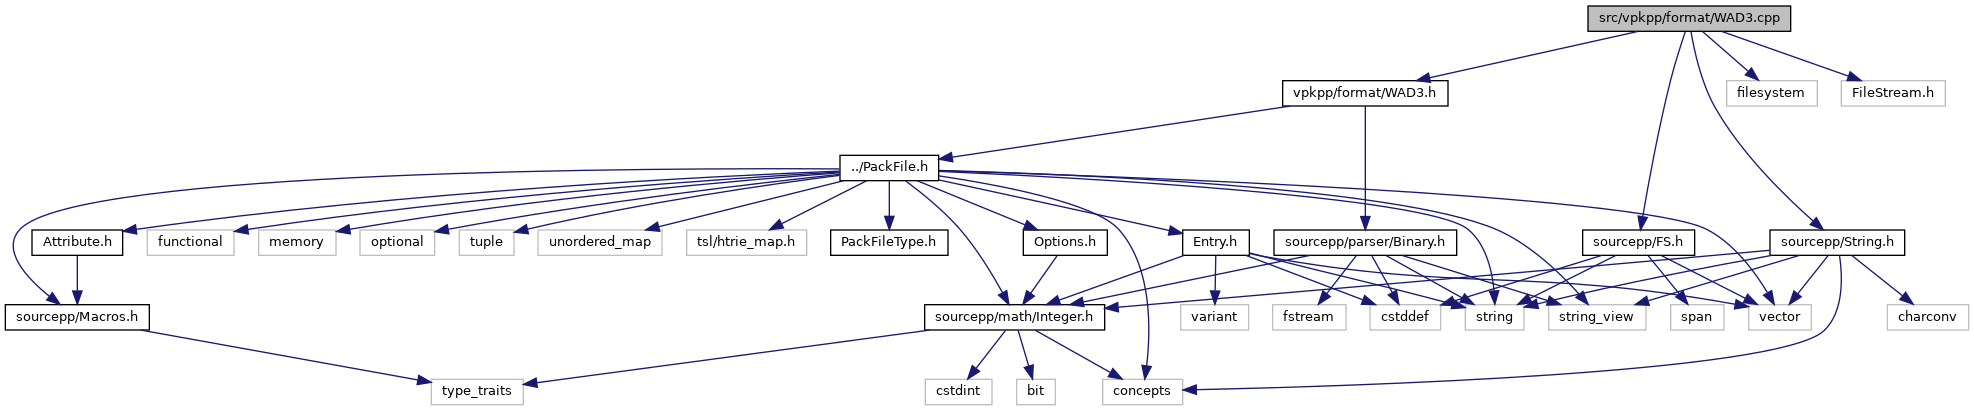 src/vpkpp/format/WAD3.cpp
vpkpp/format/WAD3.h
filesystem
FileStream.h
../PackFile.h
Attribute.h
functional
memory
optional
tuple
unordered_map
tsl/htrie_map.h
PackFileType.h
Options.h
Entry.h
sourcepp/parser/Binary.h
sourcepp/FS.h
sourcepp/String.h
sourcepp/Macros.h
sourcepp/math/Integer.h
variant
fstream
cstddef
string
string_view
span
vector
charconv
type_traits
cstdint
bit
concepts